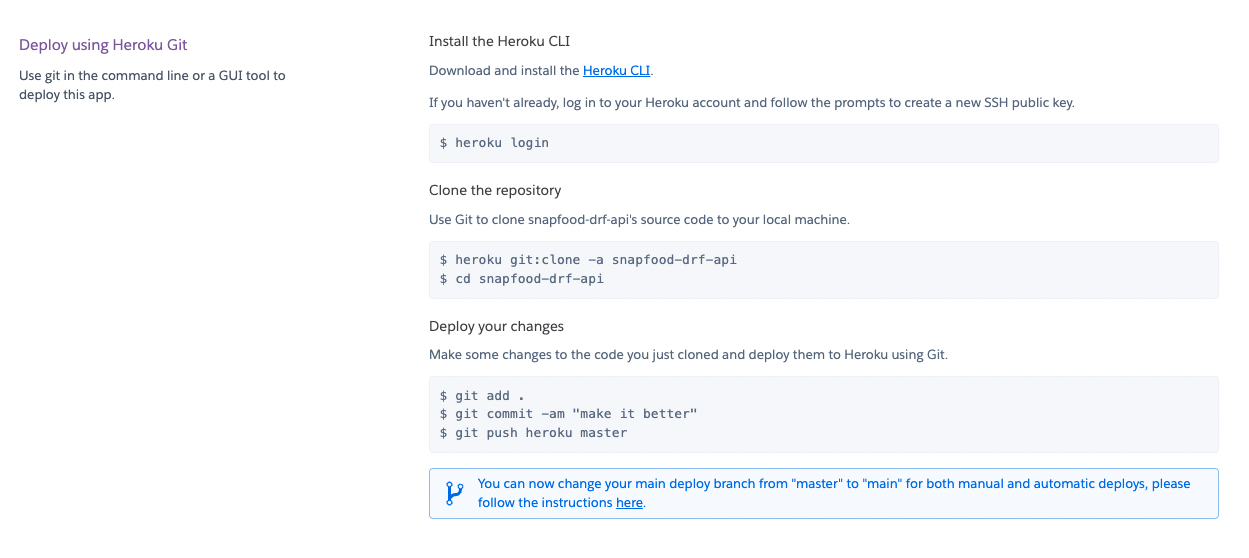 Deploy using Heroku Git
Use git in the command line or a GUI tool to
deploy this app.
Install the Heroku CLI
Download and install the Heroku CLI.
If you haven't already, log in to your Heroku account and follow the prompts to create a new SSH public key.
$ heroku login
Clone the repository
Use Git to clone snapfood-drf-api's source code to your local machine.
$ heroku git:clone -a snapfood-drf-api
$ cd snapfood-drf-api
Deploy your changes
Make some changes to the code you just cloned and deploy them to Heroku using Git.
$ git add .
$ git commit -am "make it better"
$ git push heroku master
You can now change your main deploy branch from "master" to "main" for both manual and automatic deploys, please
follow the instructions here.